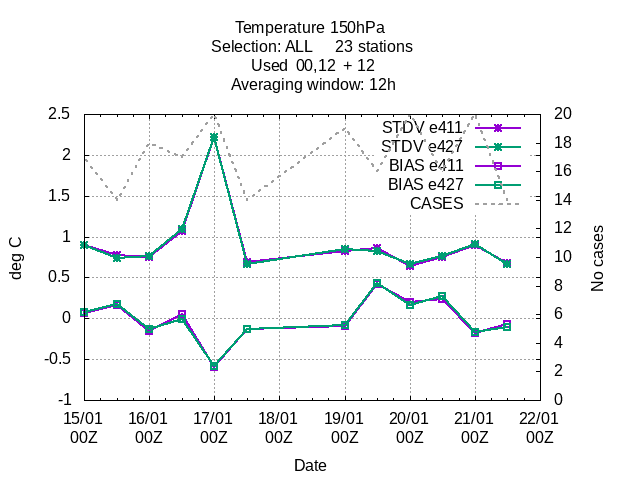 Temperature 150hPa
Selection: ALL 23 stations
Used 00,12 + 12
Averaging window: 12h
2.5
2
1.5
1
0.5
0
-0.5
-1
deg C
20
18
16
14
12
10
8
6
4
2
0
No cases
STDV e411
STDV e427
BIAS e411
BIAS e427
CASES
15/01 16/01 17/01 18/01 19/01 20/01 21/01 22/01
00Z 00Z 00Z 00Z 00Z 00Z 00Z 00Z
Date